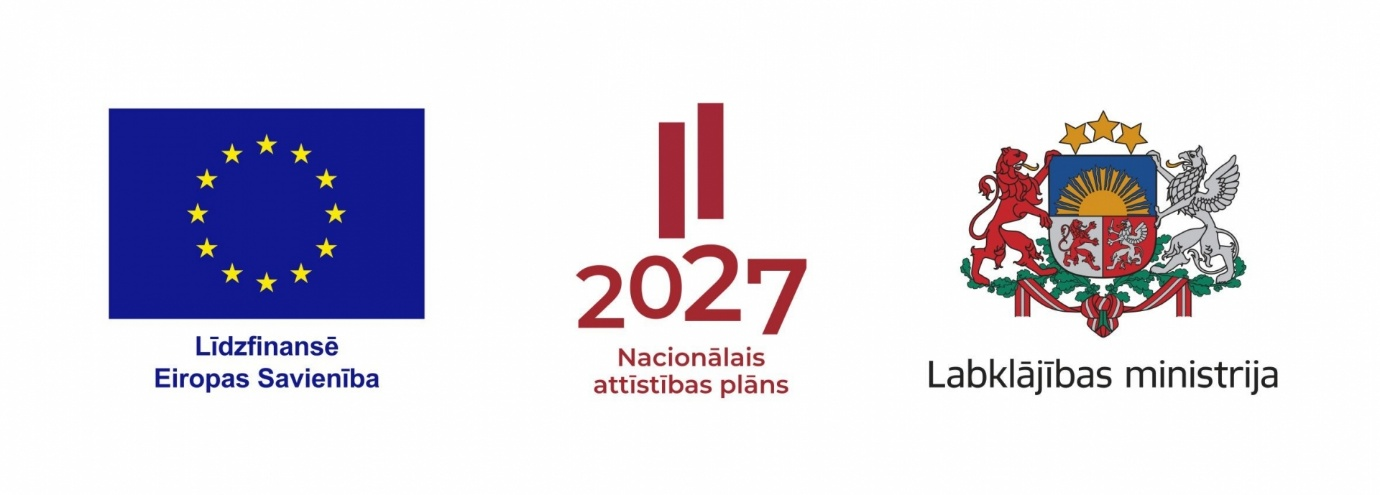 Līdzfinansē
Eiropas Savienība
2027
Nacionālais
attīstības plāns
Labklājības ministrija